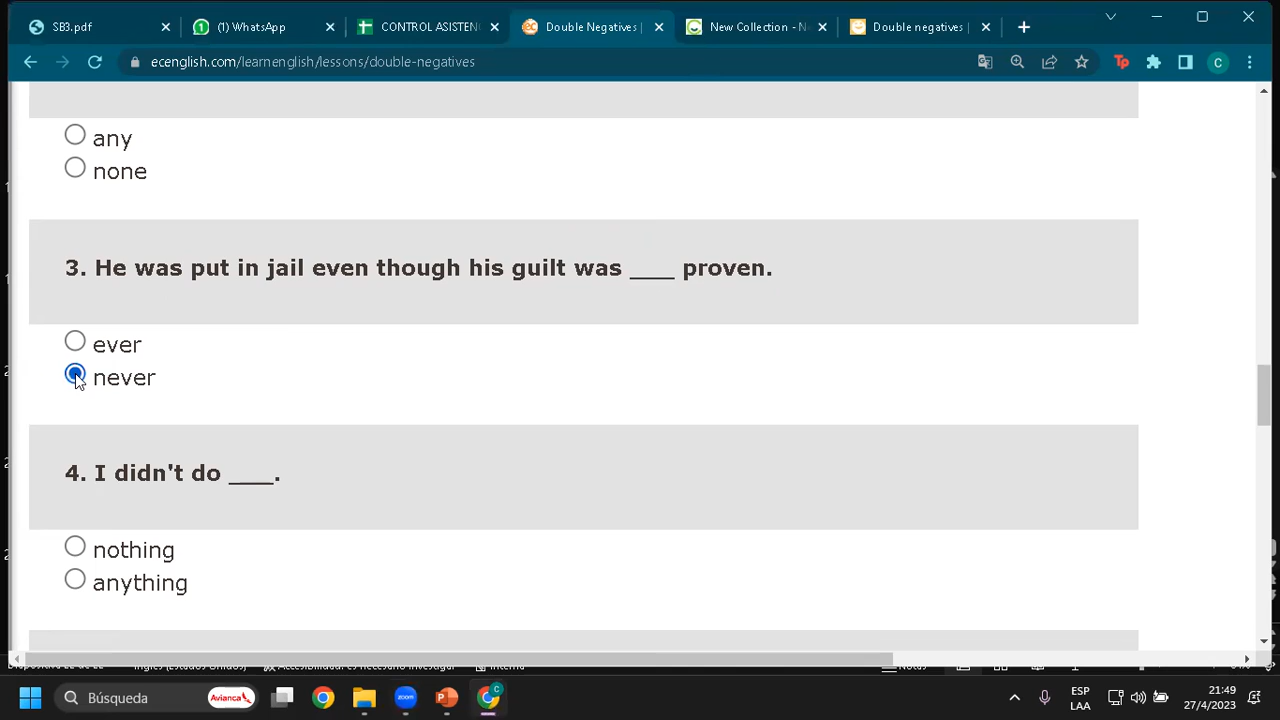 SB3.pdf
(1) WhatsApp
CONTROL ASISTEN
Double Negatives |
New Collection - N
Double negatives |
ecenglish.com/learnenglish/lessons/double-negatives
Tp
C
any
none
3. He was put in jail even though his guilt was ____ proven.
ever
never
4. I didn't do ____.
nothing
anything
Búsqueda
Avianca
zoom
C
ESP
LAA
21:49
27/4/2023